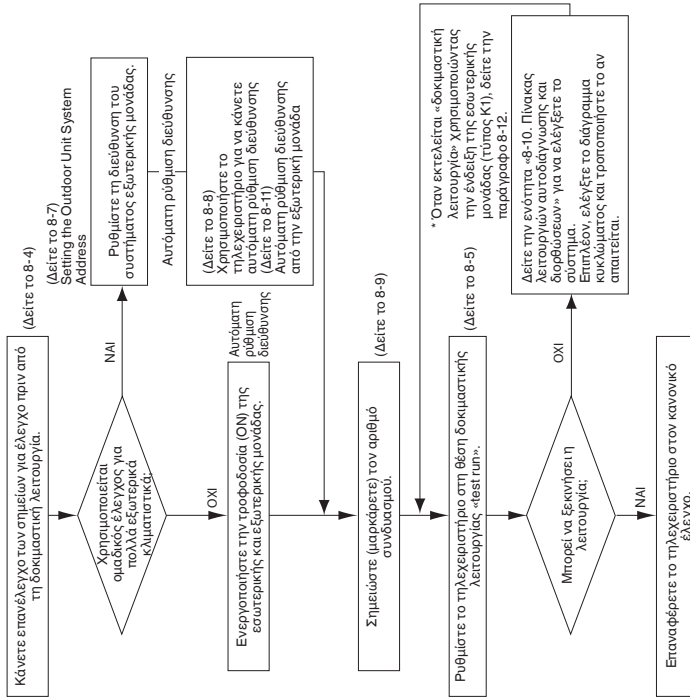 Κάνετε επανέλεγχο των σημείων για έλεγχο πριν από
τη δοκιμαστική λειτουργία.
(Δείτε το 8-4)
Χρησιμοποιείται
ομαδικός έλεγχος για
πολλά εξωτερικά
κλιματιστικά;
ΝΑΙ
(Δείτε το 8-7)
Setting the Outdoor Unit System
Address
Ρυθμίστε τη διεύθυνση του
συστήματος εξωτερικής μονάδας.
Αυτόματη ρύθμιση διεύθυνσης
(Δείτε το 8-8)
Χρησιμοποιήστε το
τηλεχειριστήριο για να κάνετε
αυτόματη ρύθμιση διεύθυνσης
(Δείτε το 8-11)
Αυτόματη ρύθμιση διεύθυνσης
από την εξωτερική μονάδα
ΟΧΙ
Ενεργοποιήστε την τροφοδοσία (ON) της
εσωτερικής και εξωτερικής μονάδας.
Αυτόματη
ρύθμιση
διεύθυνσης
Σημειώστε (μαρκάρετε) τον αριθμό
συνδυασμού.
(Δείτε το 8-9)
Ρυθμίστε το τηλεχειριστήριο στη θέση δοκιμαστικής
λειτουργίας «test run».
(Δείτε το 8-5)
* Όταν εκτελείται «δοκιμαστική
λειτουργία» χρησιμοποιώντας
την ένδειξη της εσωτερικής
μονάδας (τύπος K1), δείτε την
παράγραφο 8-12.
Μπορεί να ξεκινήσει η
λειτουργία;
ΟΧΙ
Δείτε την ενότητα «8-10. Πίνακας
λειτουργιών αυτοδιάγνωσης και
διορθώσεων» για να ελέγξετε το
σύστημα.
Επιπλέον, ελέγξτε το διάγραμμα
κυκλώματος και τροποποιήστε το αν
απαιτείται.
ΝΑΙ
Επαναφέρετε το τηλεχειριστήριο στον κανονικό
έλεγχο.